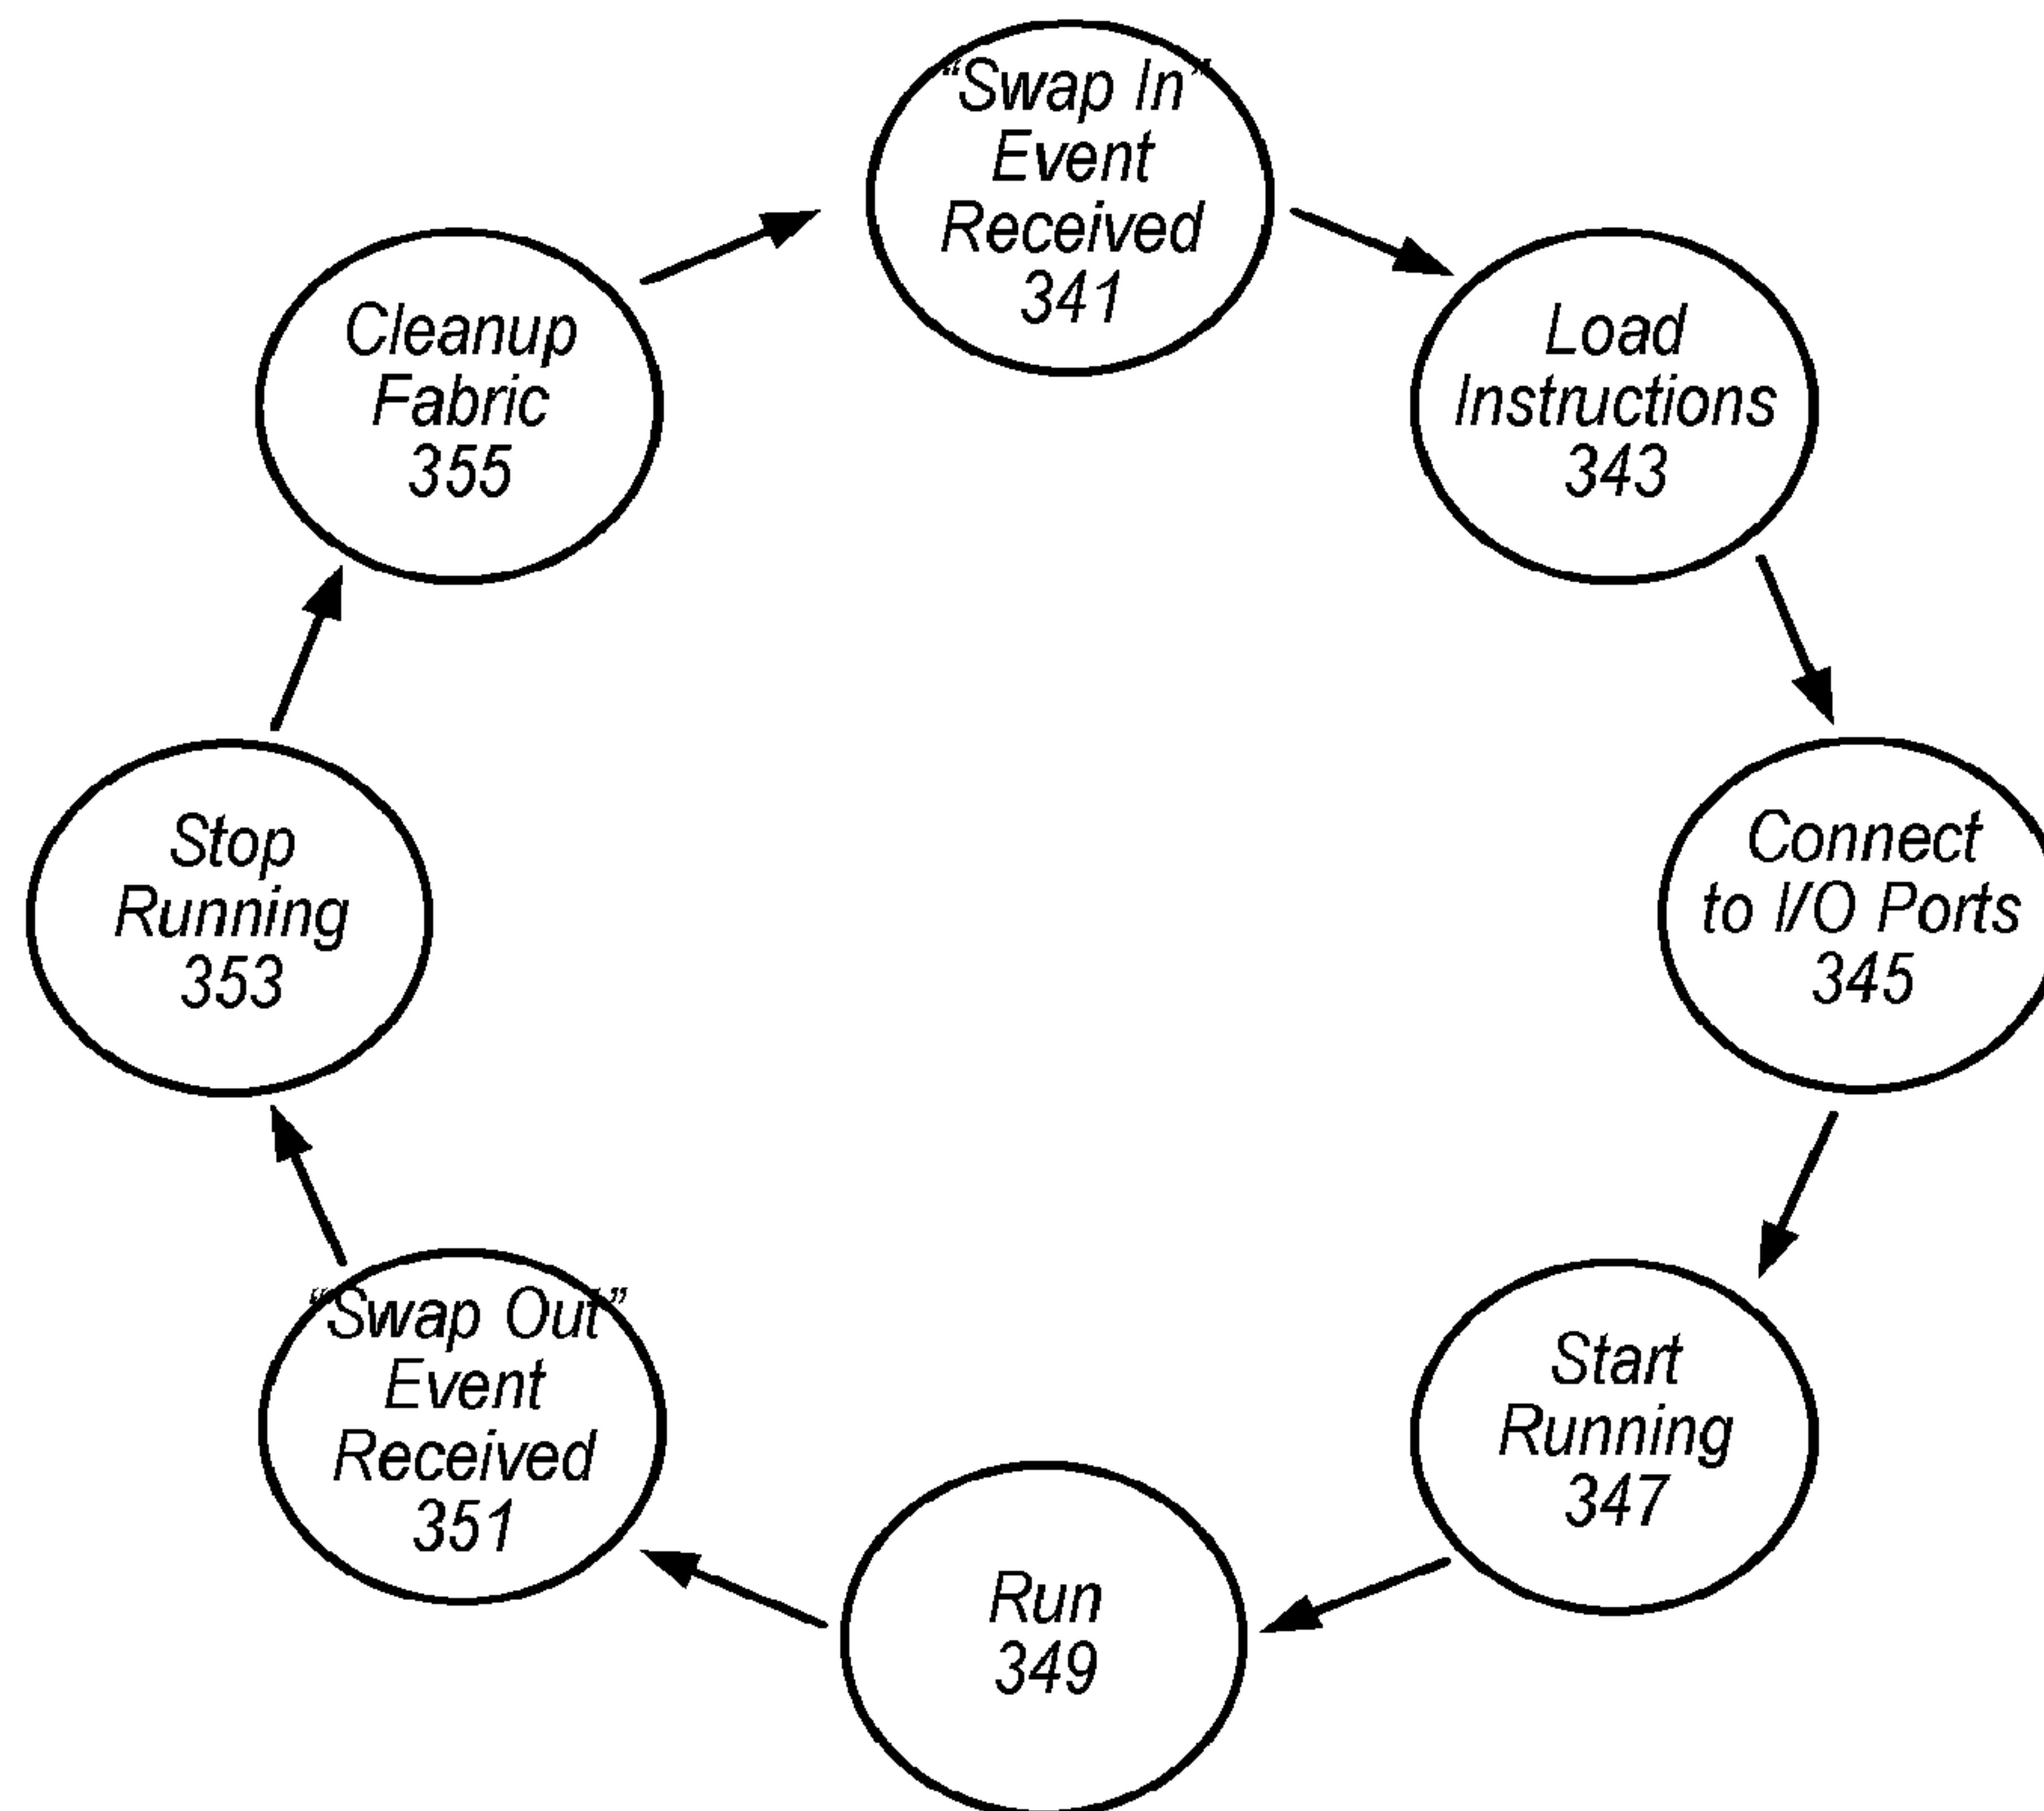 “Swap In”
Event
Received
341
Load
Instructions
343
Connect
to I/O Ports
345
Start
Running
347
Run
349
“Swap Out”
Event
Received
351
Stop
Running
353
Cleanup
Fabric
355